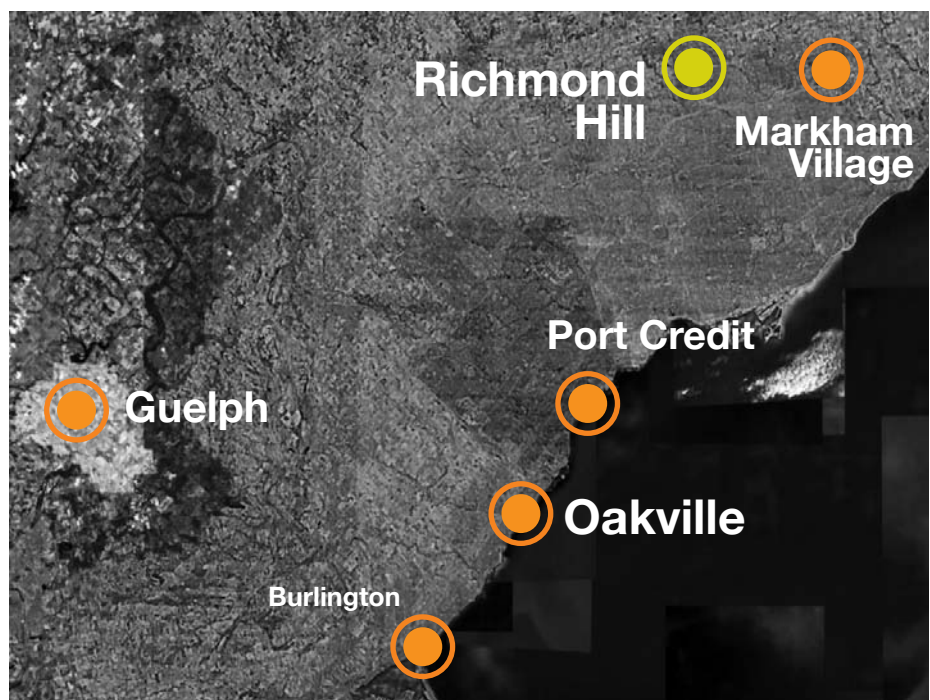 Richmond
Hill
Markham
Village
Port Credit
Guelph
Oakville
Burlington